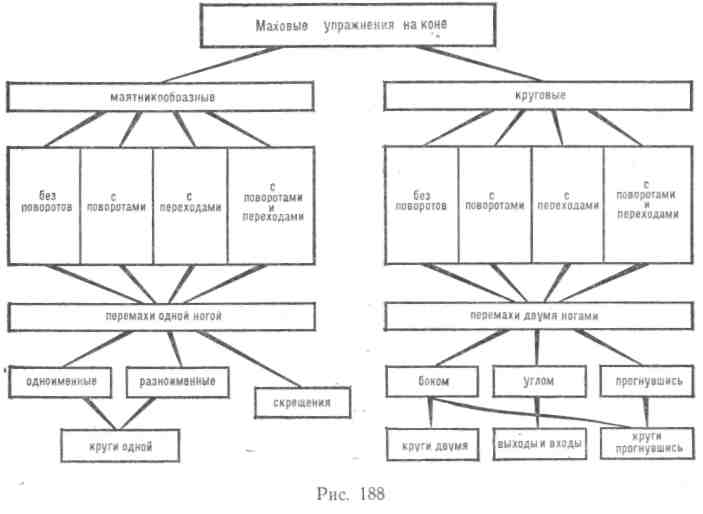 Маховые упражнения на коне
маятникообразные
круговые
без
поворотов
с
поворотами
с
переходами
с
поворотами
и
переходами
без
поворотов
с
поворотами
с
переходами
с
поворотами
и
переходами
перемахи одной ногой
перемахи двумя ногами
одноименные
разноименные
скрещения
боком
углом
прогнувшись
круги одной
круги двумя
выходы и входы
круги
прогнувшись
Рис. 188